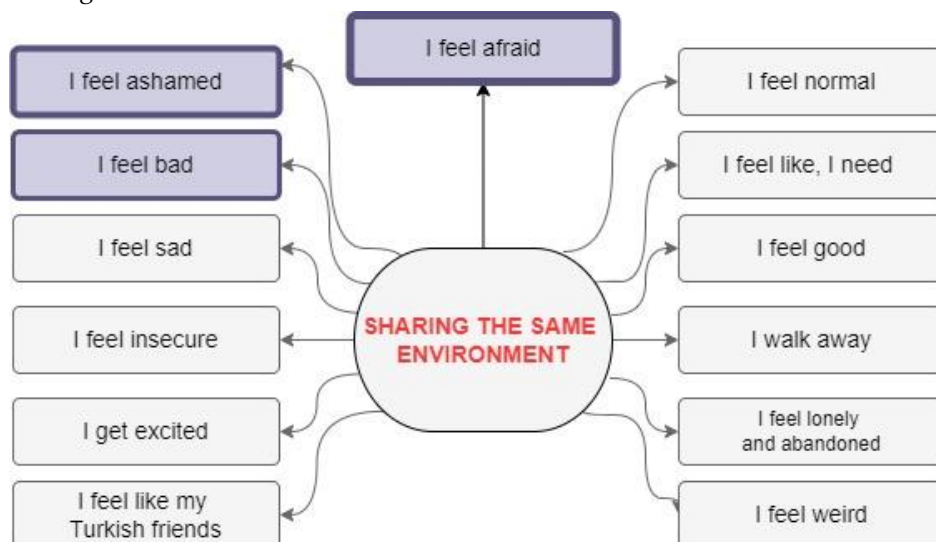 I feel afraid
I feel ashamed
I feel normal
I feel bad
I feel like, I need
I feel sad
I feel good
SHARING THE SAME
ENVIRONMENT
I feel insecure
I walk away
I get excited
I feel lonely
and abandoned
I feel like my
Turkish friends
I feel weird